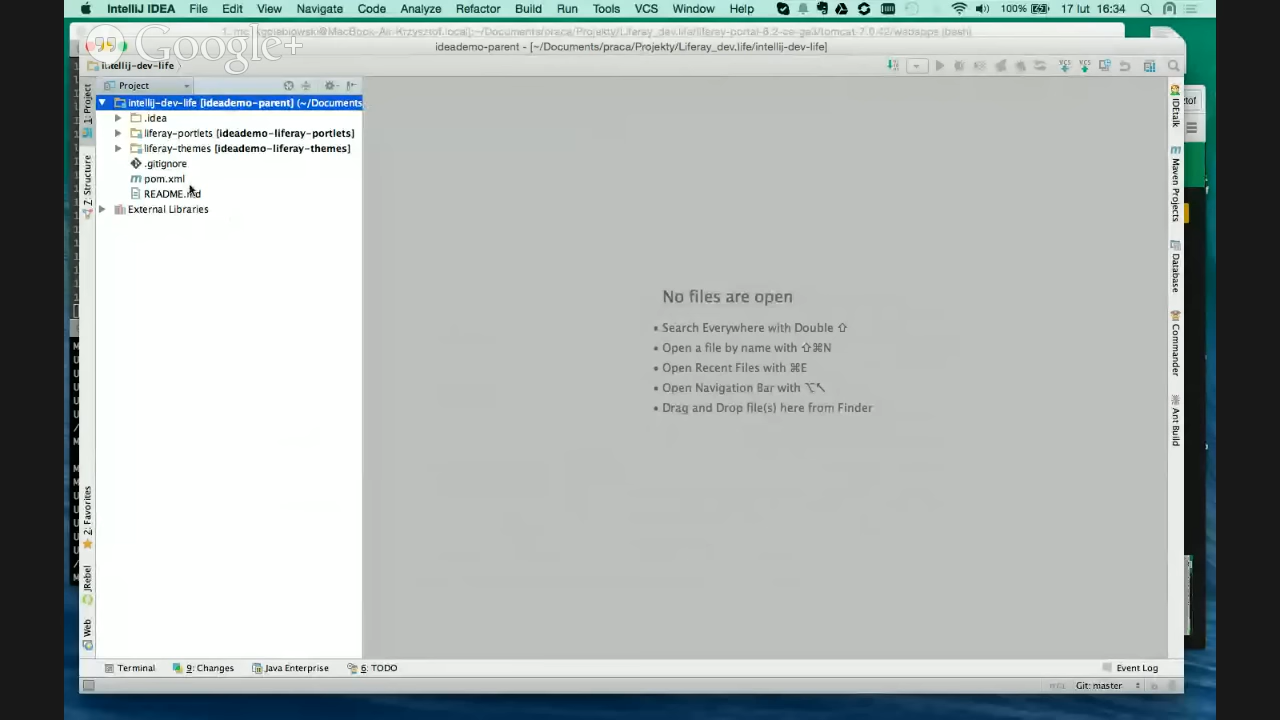 IntelliJ IDEA File Edit View Navigate Code Analyze Refactor Build Run Tools VCS Window Help 100% 17 lut 16:34
ideademo-parent - [~/Documents/praca/Projekty/Liferay_dev.life/intellij-dev-life]
Google+
intellij-dev-life
Project
1: Project
intellij-dev-life [ideademo-parent] (~/Documents
.idea
liferay-portlets [ideademo-liferay-portlets]
liferay-themes [ideademo-liferay-themes]
.gitignore
pom.xml
README.md
External Libraries
7: Structure
2: Favorites
JRebel
Web
No files are open
• Search Everywhere with Double ⇧
• Open a file by name with ⇧⌘N
• Open Recent Files with ⌘E
• Open Navigation Bar with ⌥↖
• Drag and Drop file(s) here from Finder
IDEtalk
Maven Projects
Database
Commander
Ant Build
Terminal 9: Changes Java Enterprise 6: TODO Event Log
Git: master